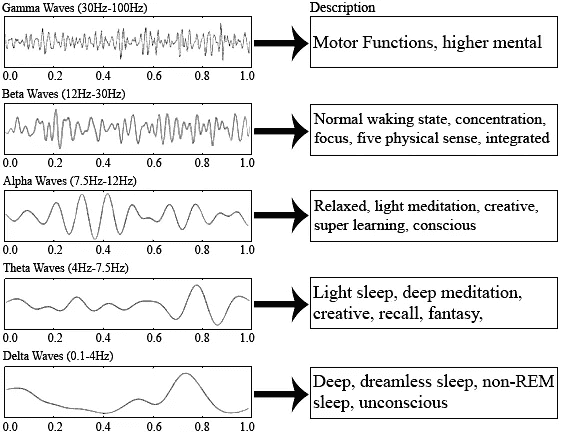 Gamma Waves (30Hz-100Hz)
Description
Motor Functions, higher mental
0.0 0.2 0.4 0.6 0.8 1.0
Beta Waves (12Hz-30Hz)
Normal waking state, concentration,
focus, five physical sense, integrated
0.0 0.2 0.4 0.6 0.8 1.0
Alpha Waves (7.5Hz-12Hz)
Relaxed, light meditation, creative,
super learning, conscious
0.0 0.2 0.4 0.6 0.8 1.0
Theta Waves (4Hz-7.5Hz)
Light sleep, deep meditation,
creative, recall, fantasy,
0.0 0.2 0.4 0.6 0.8 1.0
Delta Waves (0.1-4Hz)
Deep, dreamless sleep, non-REM
sleep, unconscious
0.0 0.2 0.4 0.6 0.8 1.0